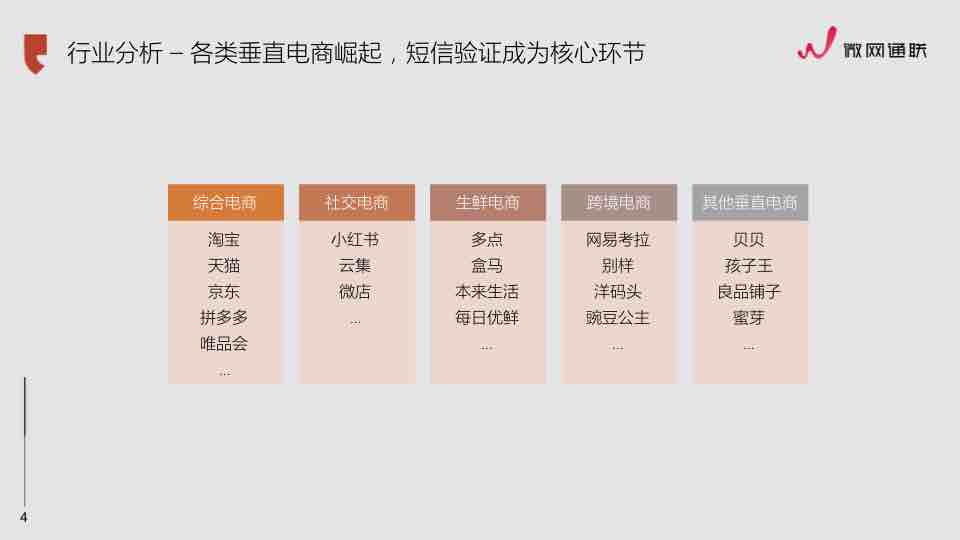 行业分析 – 各类垂直电商崛起，短信验证成为核心环节
微网通联
综合电商
淘宝
天猫
京东
拼多多
唯品会
...
社交电商
小红书
云集
微店
...
生鲜电商
多点
盒马
本来生活
每日优鲜
...
跨境电商
网易考拉
别样
洋码头
豌豆公主
...
其他垂直电商
贝贝
孩子王
良品铺子
蜜芽
...
4